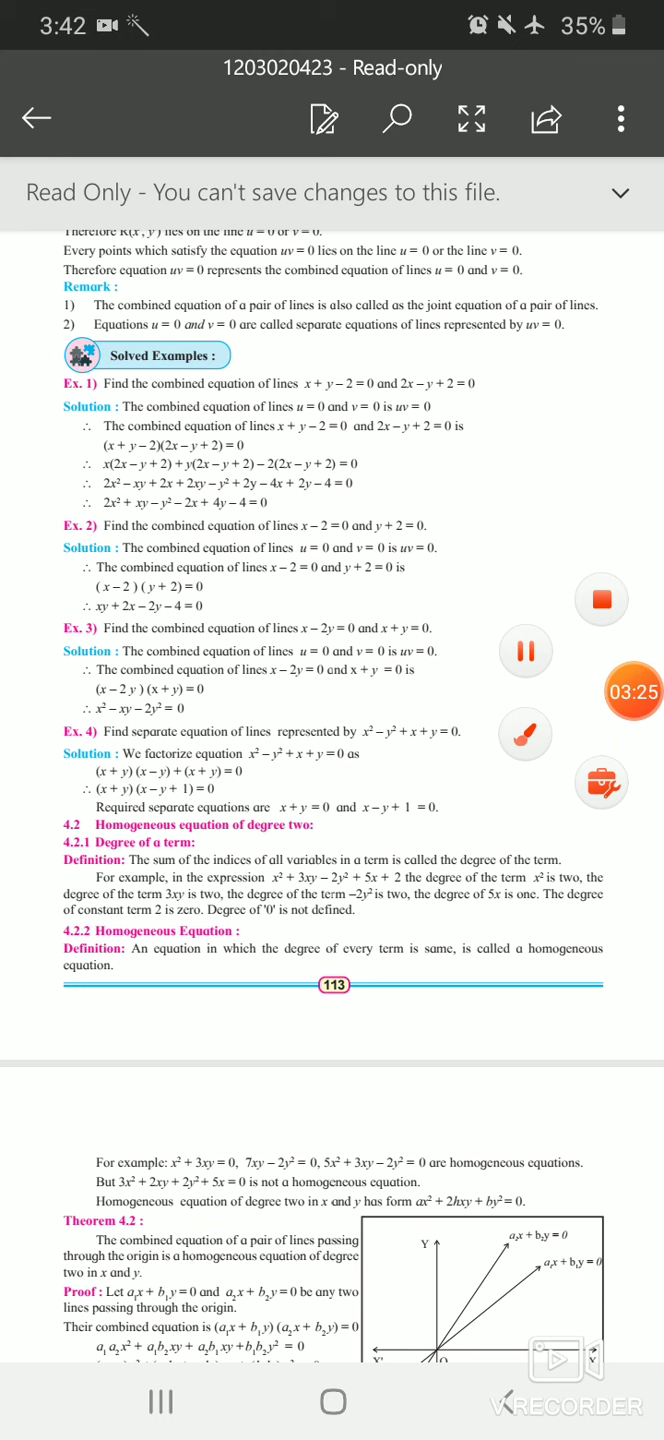 3:42 35%
1203020423 - Read-only
Read Only - You can't save changes to this file.
Therefore R(x', y') lies on the line u = 0 or v = 0.
Every points which satisfy the equation uv = 0 lies on the line u = 0 or the line v = 0.
Therefore equation uv = 0 represents the combined equation of lines u = 0 and v = 0.
Remark :
1) The combined equation of a pair of lines is also called as the joint equation of a pair of lines.
2) Equations u = 0 and v = 0 are called separate equations of lines represented by uv = 0.
Solved Examples :
Ex. 1) Find the combined equation of lines x + y – 2 = 0 and 2x – y + 2 = 0
Solution : The combined equation of lines u = 0 and v = 0 is uv = 0
∴ The combined equation of lines x + y – 2 = 0 and 2x – y + 2 = 0 is
(x + y – 2)(2x – y + 2) = 0
∴ x(2x – y + 2) + y(2x – y + 2) – 2(2x – y + 2) = 0
∴ 2x² – xy + 2x + 2xy – y² + 2y – 4x + 2y – 4 = 0
∴ 2x² + xy – y² – 2x + 4y – 4 = 0
Ex. 2) Find the combined equation of lines x – 2 = 0 and y + 2 = 0.
Solution : The combined equation of lines u = 0 and v = 0 is uv = 0.
∴ The combined equation of lines x – 2 = 0 and y + 2 = 0 is
( x – 2 ) ( y + 2) = 0
∴ xy + 2x – 2y – 4 = 0
Ex. 3) Find the combined equation of lines x – 2y = 0 and x + y = 0.
Solution : The combined equation of lines u = 0 and v = 0 is uv = 0.
∴ The combined equation of lines x – 2y = 0 and x + y = 0 is
(x – 2 y ) (x + y) = 0
03:25
∴ x² – xy – 2y² = 0
Ex. 4) Find separate equation of lines represented by x² – y² + x + y = 0.
Solution : We factorize equation x² – y² + x + y = 0 as
(x + y) (x – y) + (x + y) = 0
∴ (x + y) (x – y + 1) = 0
Required separate equations are x + y = 0 and x – y + 1 = 0.
4.2 Homogeneous equation of degree two:
4.2.1 Degree of a term:
Definition: The sum of the indices of all variables in a term is called the degree of the term.
For example, in the expression x² + 3xy – 2y² + 5x + 2 the degree of the term x² is two, the
degree of the term 3xy is two, the degree of the term –2y² is two, the degree of 5x is one. The degree
of constant term 2 is zero. Degree of '0' is not defined.
4.2.2 Homogeneous Equation :
Definition: An equation in which the degree of every term is same, is called a homogeneous
equation.
113
For example: x² + 3xy = 0, 7xy – 2y² = 0, 5x² + 3xy – 2y² = 0 are homogeneous equations.
But 3x² + 2xy + 2y² + 5x = 0 is not a homogeneous equation.
Homogeneous equation of degree two in x and y has form ax² + 2hxy + by² = 0.
Theorem 4.2 :
The combined equation of a pair of lines passing
through the origin is a homogeneous equation of degree
two in x and y.
Proof : Let a₁x + b₁y = 0 and a₂x + b₂y = 0 be any two
lines passing through the origin.
Their combined equation is (a₁x + b₁y) (a₂x + b₂y) = 0
a₁ a₂x² + a₁b₂xy + a₂b₁ xy + b₁b₂y² = 0
Y
a₂x + b₂y = 0
a₁x + b₁y = 0
X' O X
V RECORDER